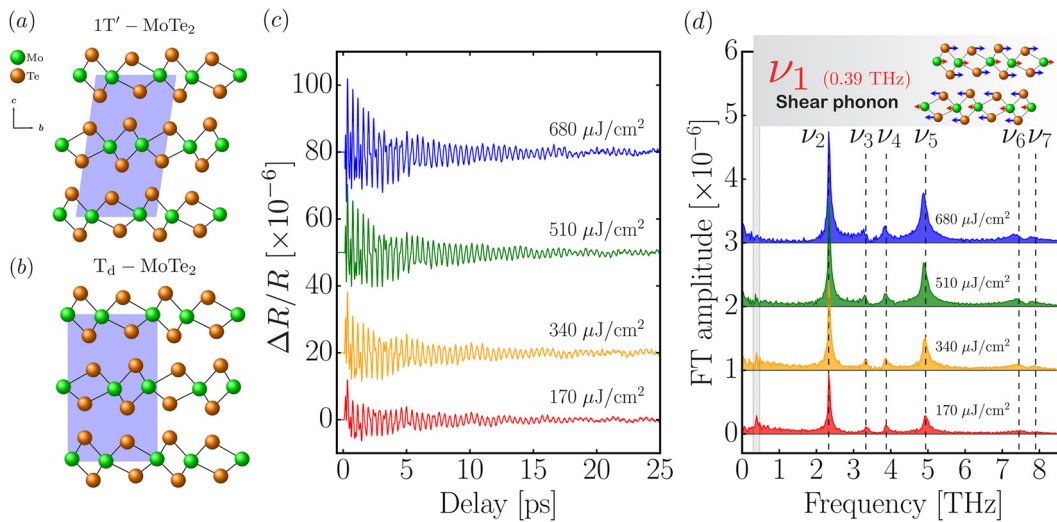 (a)
1T′ − MoTe₂
Mo
Te
c
b
(b)
T_d − MoTe₂
(c)
ΔR/R [×10⁻⁶]
100
80
60
40
20
0
680 μJ/cm²
510 μJ/cm²
340 μJ/cm²
170 μJ/cm²
0 5 10 15 20 25
Delay [ps]
(d)
FT amplitude [×10⁻⁶]
6
5
4
3
2
1
0
ν₁ (0.39 THz)
Shear phonon
ν₂ ν₃ ν₄ ν₅ ν₆ ν₇
680 μJ/cm²
510 μJ/cm²
340 μJ/cm²
170 μJ/cm²
0 1 2 3 4 5 6 7 8
Frequency [THz]